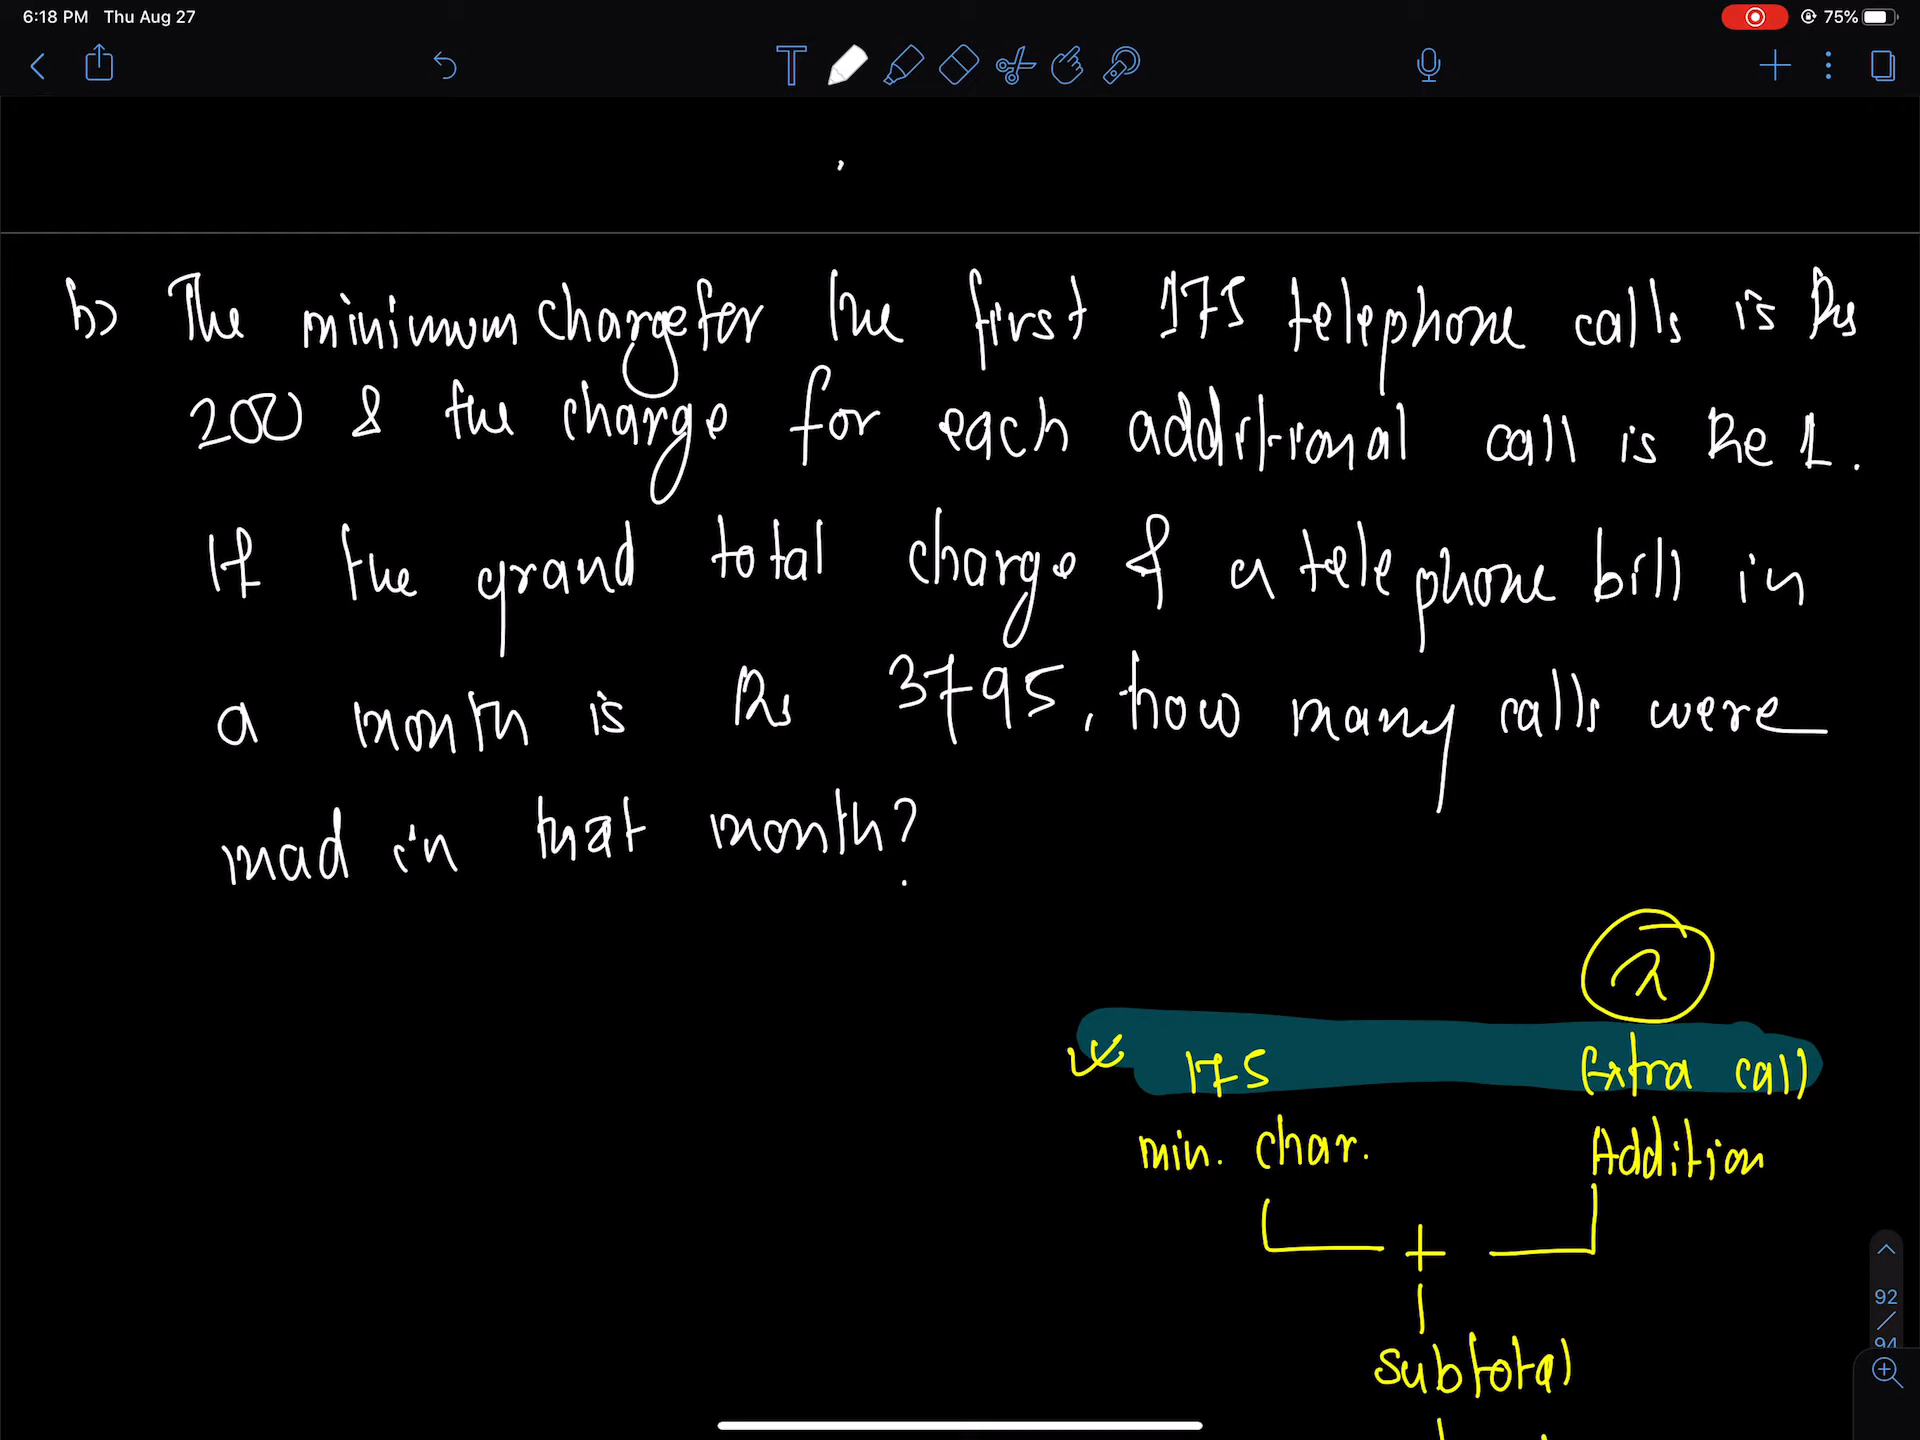 6:18 PM Thu Aug 27
75%
b) The minimum charge for the first 175 telephone calls is Rs
200 & the charge for each additional call is Re 1.
If the grand total charge of a telephone bill in
a month is Rs 3795, how many calls were
mad in that month?
175 Extra call
min. char. Addition
+
subtotal
92
/
94